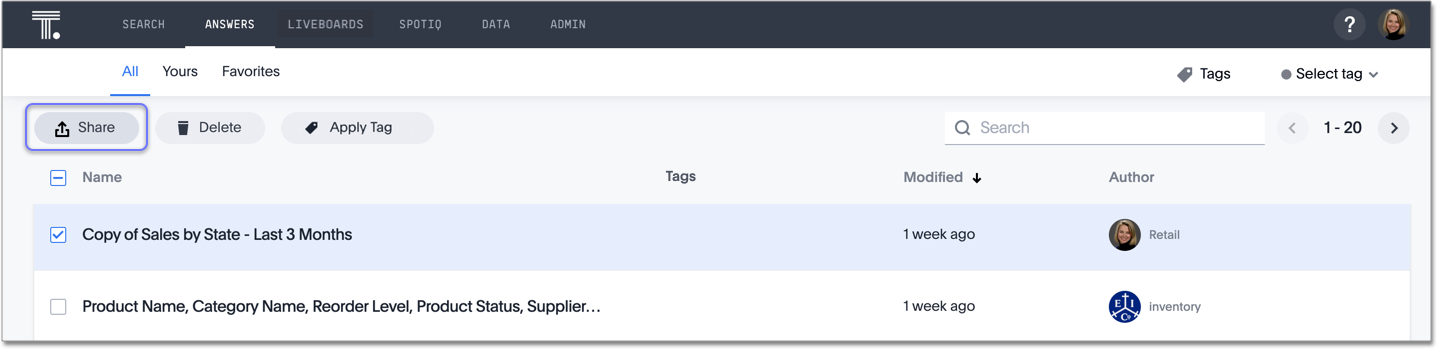 T. SEARCH ANSWERS LIVEBOARDS SPOTIQ DATA ADMIN ?
All Yours Favorites Tags Select tag
Share Delete Apply Tag Search 1 - 20
Name Tags Modified Author
Copy of Sales by State - Last 3 Months 1 week ago Retail
Product Name, Category Name, Reorder Level, Product Status, Supplier... 1 week ago E I Co inventory